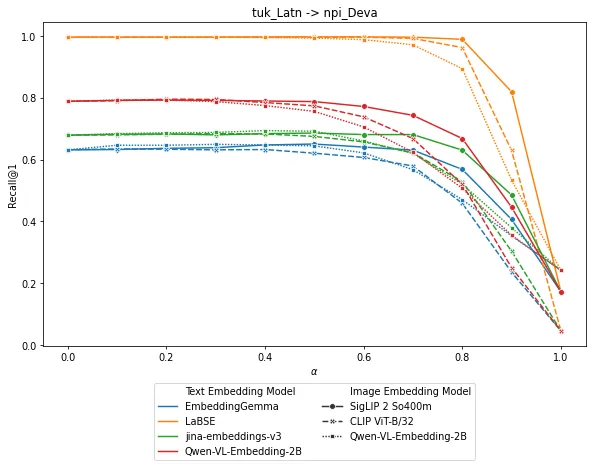 tuk_Latn -> npi_Deva
Recall@1
1.0
0.8
0.6
0.4
0.2
0.0
0.0 0.2 0.4 0.6 0.8 1.0
α
Text Embedding Model
EmbeddingGemma
LaBSE
jina-embeddings-v3
Qwen-VL-Embedding-2B
Image Embedding Model
SigLIP 2 So400m
CLIP ViT-B/32
Qwen-VL-Embedding-2B